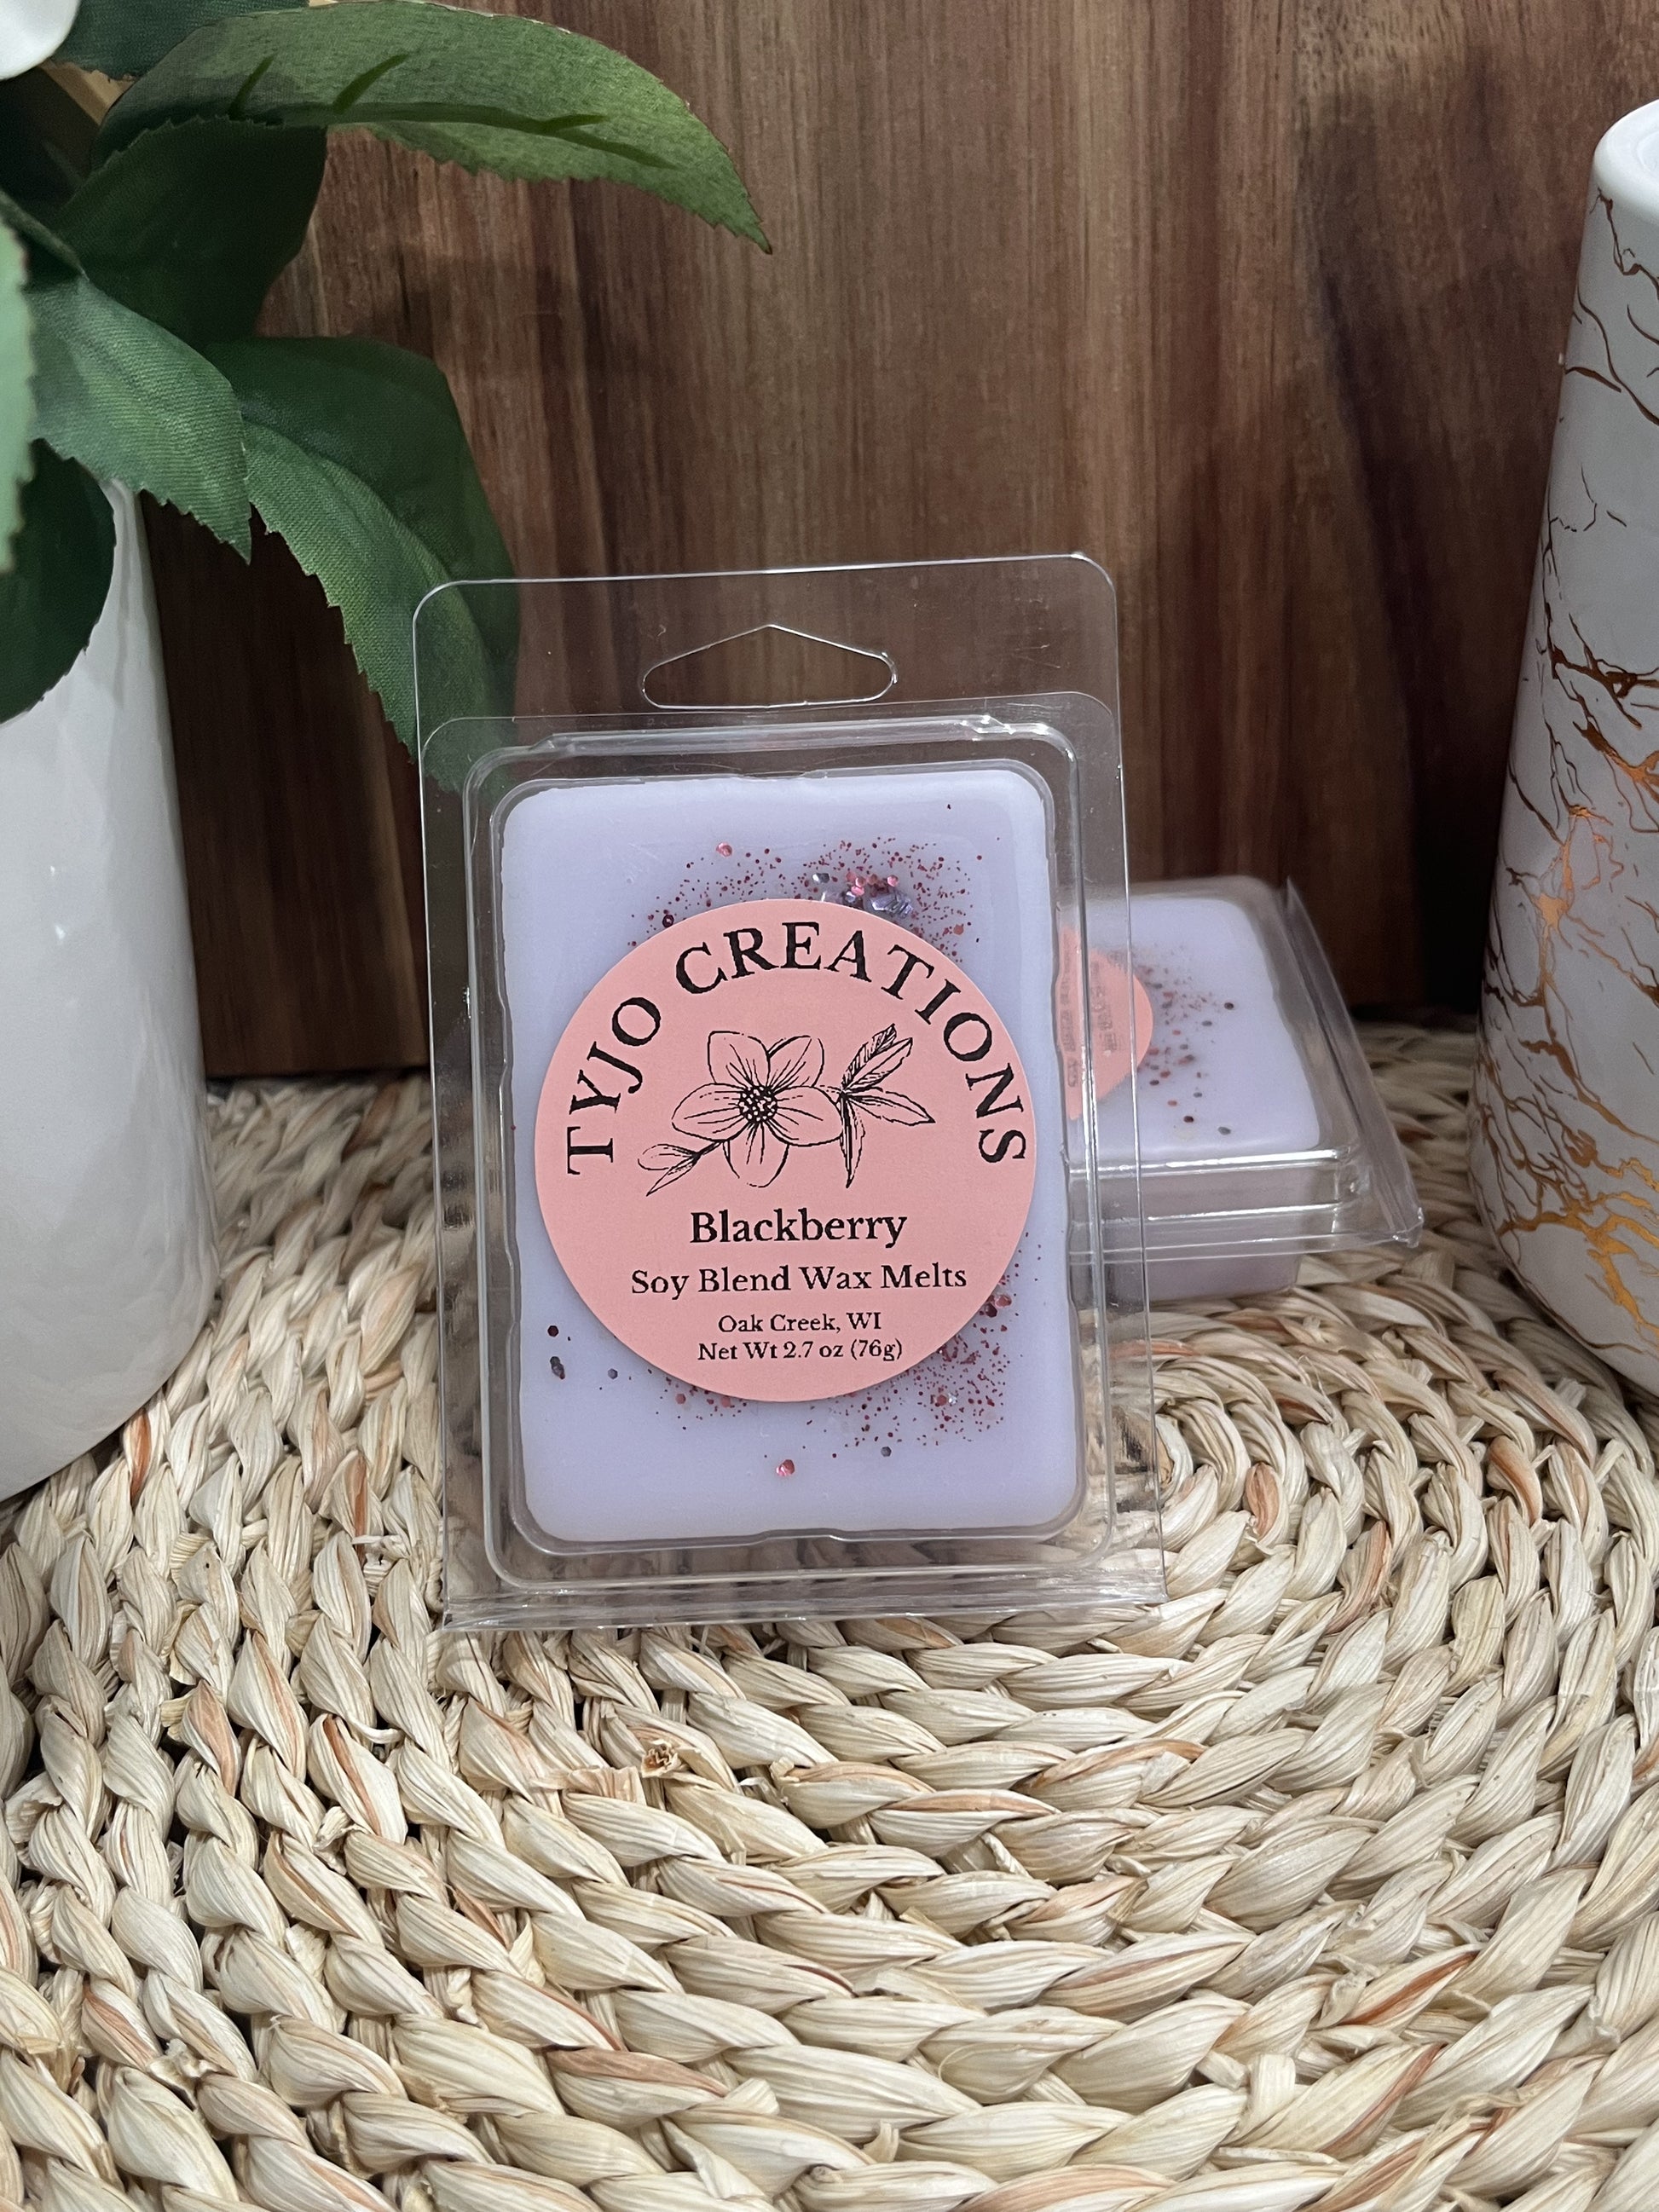 TYJO CREATIONS
Blackberry
Soy Blend Wax Melts
Oak Creek, WI
Net Wt 2.7 oz (76g)